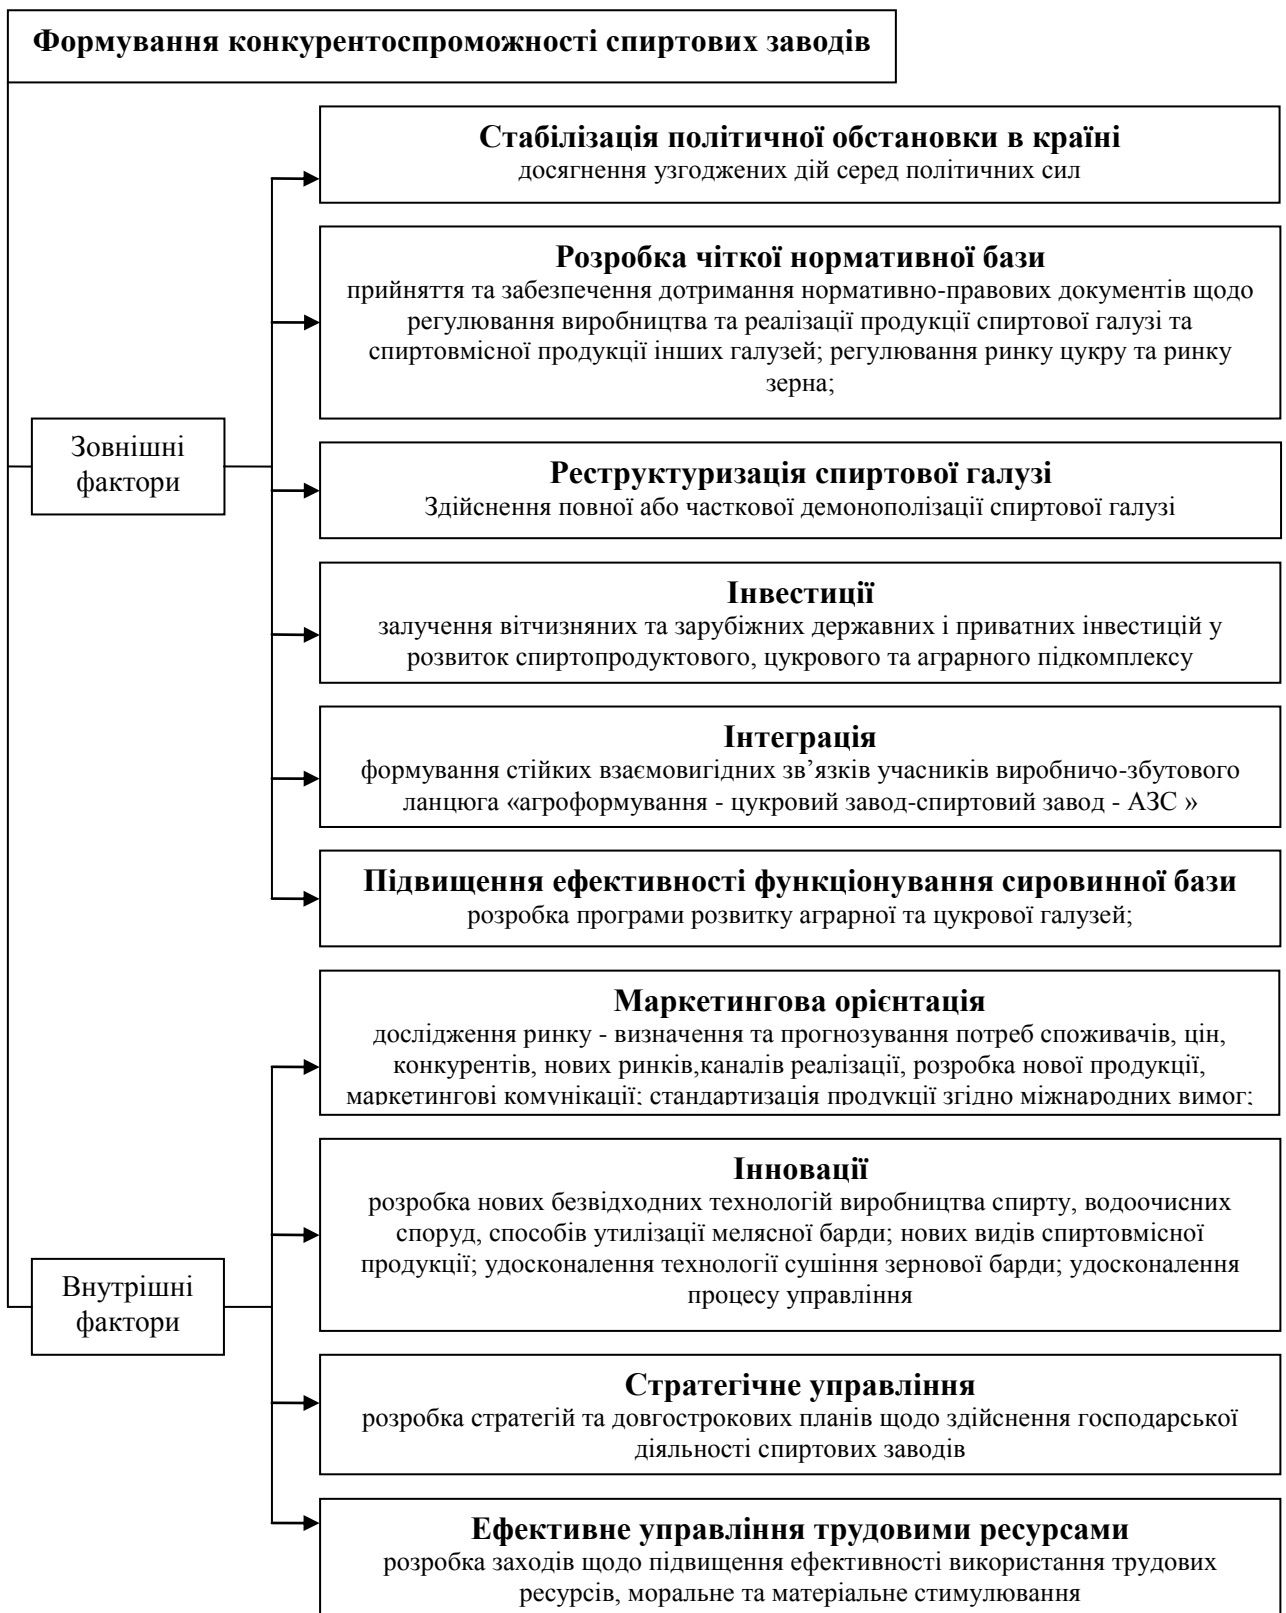 Формування конкурентоспроможності спиртових заводів
Стабілізація політичної обстановки в країні
досягнення узгоджених дій серед політичних сил
Розробка чіткої нормативної бази
прийняття та забезпечення дотримання нормативно-правових документів щодо
регулювання виробництва та реалізації продукції спиртової галузі та
спиртовмісної продукції інших галузей; регулювання ринку цукру та ринку
зерна;
Зовнішні
фактори
Реструктуризація спиртової галузі
Здійснення повної або часткової демонополізації спиртової галузі
Інвестиції
залучення вітчизняних та зарубіжних державних і приватних інвестицій у
розвиток спиртопродуктового, цукрового та аграрного підкомплексу
Інтеграція
формування стійких взаємовигідних зв’язків учасників виробничо-збутового
ланцюга «агроформування - цукровий завод-спиртовий завод - АЗС »
Підвищення ефективності функціонування сировинної бази
розробка програми розвитку аграрної та цукрової галузей;
Маркетингова орієнтація
дослідження ринку - визначення та прогнозування потреб споживачів, цін,
конкурентів, нових ринків,каналів реалізації, розробка нової продукції,
маркетингові комунікації; стандартизація продукції згідно міжнародних вимог;
Інновації
розробка нових безвідходних технологій виробництва спирту, водоочисних
споруд, способів утилізації мелясної барди; нових видів спиртовмісної
продукції; удосконалення технології сушіння зернової барди; удосконалення
процесу управління
Внутрішні
фактори
Стратегічне управління
розробка стратегій та довгострокових планів щодо здійснення господарської
діяльності спиртових заводів
Ефективне управління трудовими ресурсами
розробка заходів щодо підвищення ефективності використання трудових
ресурсів, моральне та матеріальне стимулювання